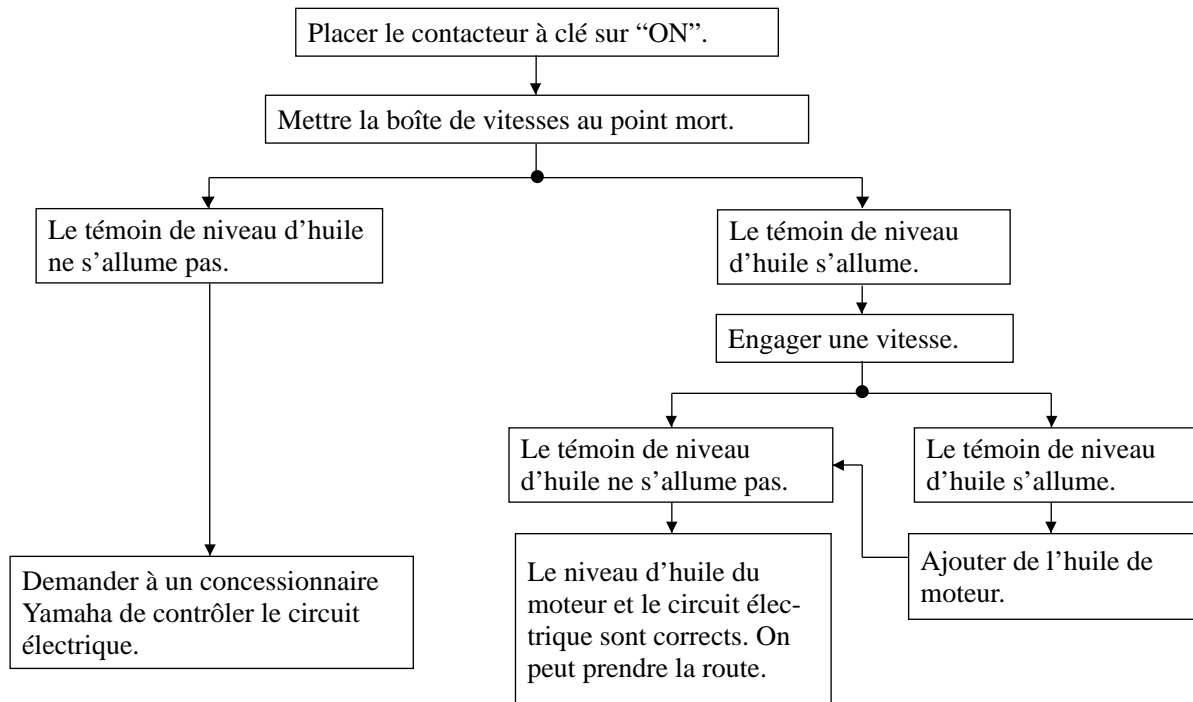 Placer le contacteur à clé sur “ON”.
Mettre la boîte de vitesses au point mort.
Le témoin de niveau d’huile
ne s’allume pas.
Le témoin de niveau
d’huile s’allume.
Engager une vitesse.
Le témoin de niveau
d’huile ne s’allume pas.
Le témoin de niveau
d’huile s’allume.
Demander à un concessionnaire
Yamaha de contrôler le circuit
électrique.
Le niveau d’huile du
moteur et le circuit élec-
trique sont corrects. On
peut prendre la route.
Ajouter de l’huile de
moteur.